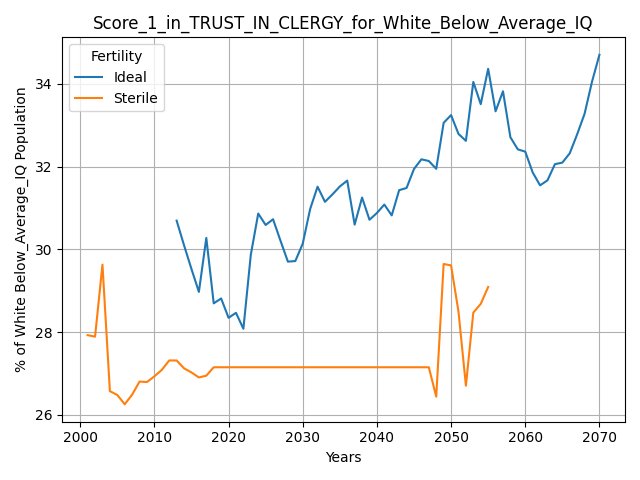 Score_1_in_TRUST_IN_CLERGY_for_White_Below_Average_IQ
Fertility
Ideal
Sterile
% of White Below_Average_IQ Population
34
32
30
28
26
2000
2010
2020
2030
2040
2050
2060
2070
Years